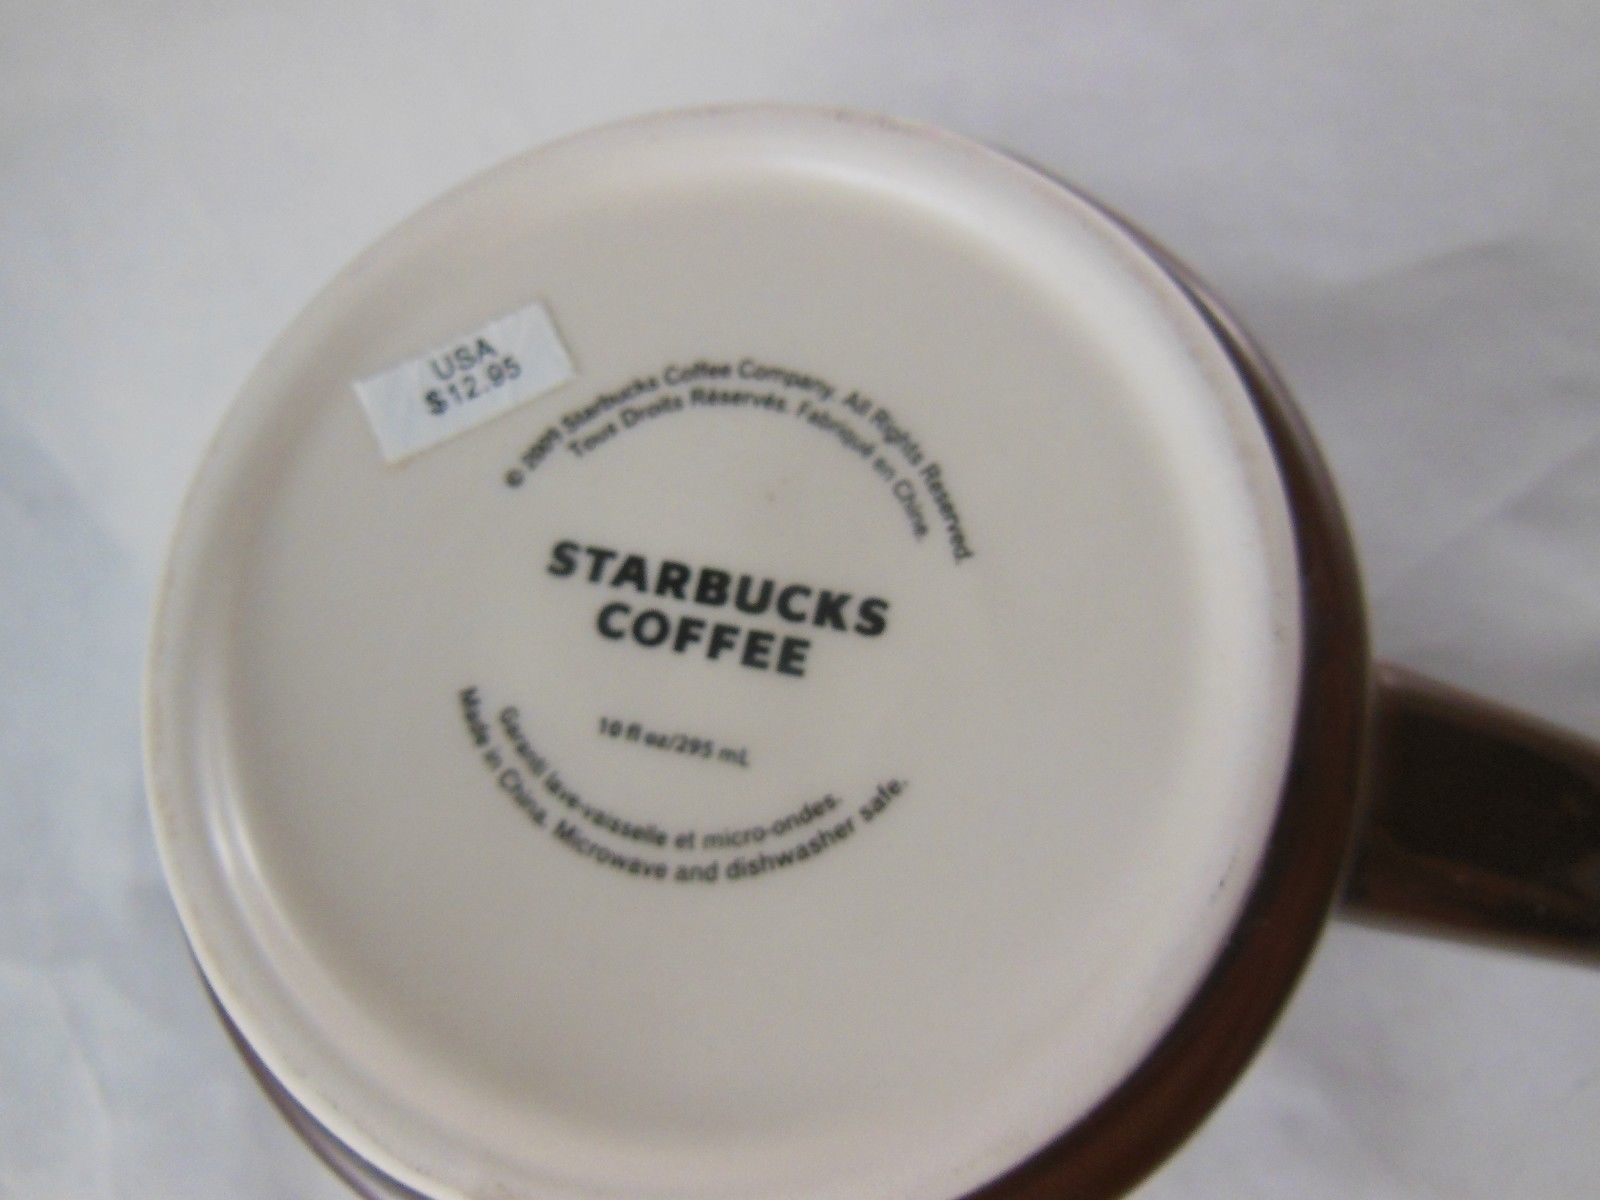 USA
$12.95
© 2009 Starbucks Coffee Company. All Rights Reserved.
Tous Droits Réservés. Fabriqué en Chine.
STARBUCKS
COFFEE
10 fl oz/295 mL
Garanti lave-vaisselle et micro-ondes.
Made in China. Microwave and dishwasher safe.